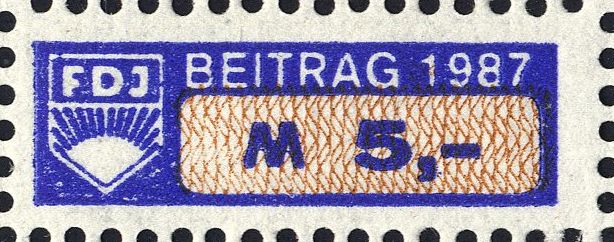 FDJ
BEITRAG 1987
M 5,-